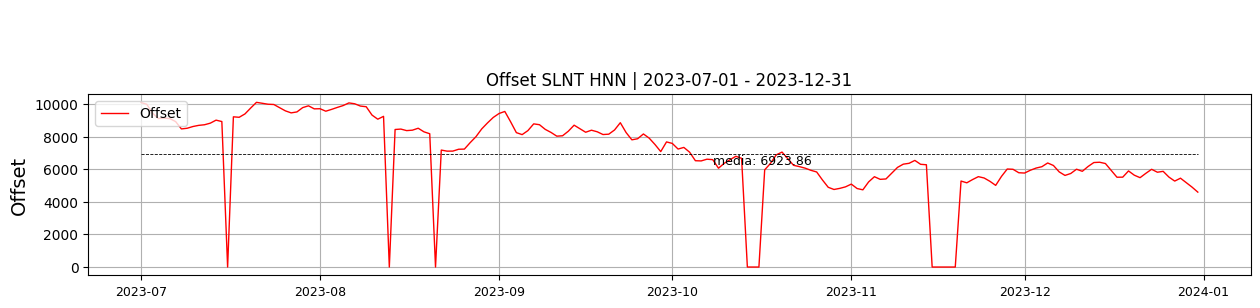 Offset SLNT HNN | 2023-07-01 - 2023-12-31
Offset
Offset
10000
8000
6000
4000
2000
0
media: 6923.86
2023-07 2023-08 2023-09 2023-10 2023-11 2023-12 2024-01